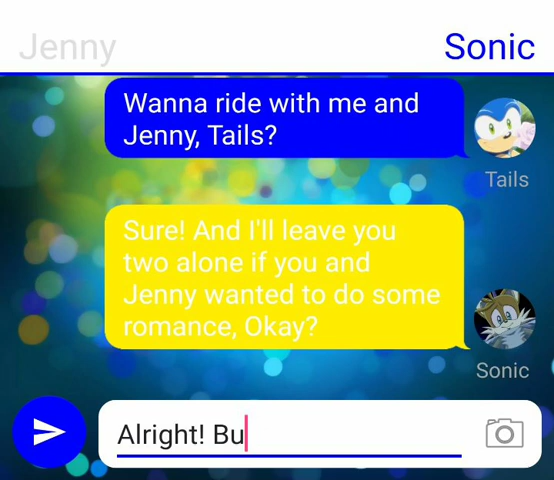 Jenny
Sonic
Wanna ride with me and
Jenny, Tails?
Tails
Sure! And I'll leave you
two alone if you and
Jenny wanted to do some
romance, Okay?
Sonic
Alright! Bu